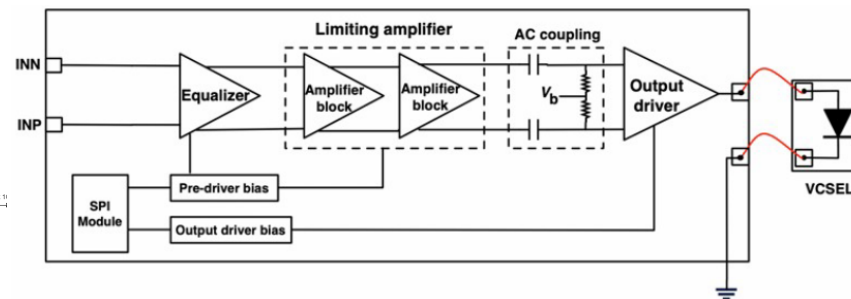 Limiting amplifier
AC coupling
INN
Equalizer
Amplifier
block
Amplifier
block
Vb
Output
driver
INP
Pre-driver bias
SPI
Module
Output driver bias
VCSEL